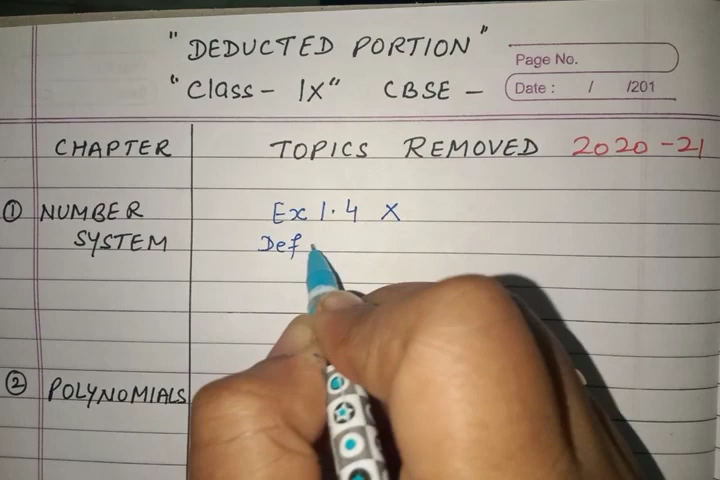 "DEDUCTED PORTION"
"Class- IX" CBSE -
Page No.
Date : / /201
CHAPTER TOPICS REMOVED 2020-21
① NUMBER Ex 1.4 X
SYSTEM Def
② POLYNOMIALS